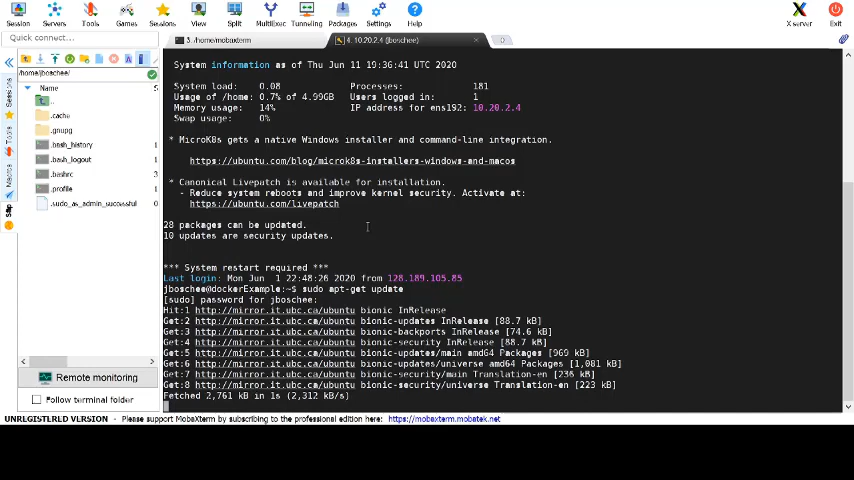 Session Servers Tools Games Sessions View Split MultiExec Tunneling Packages Settings Help X server Exit
Quick connect...
3. /home/mobaxterm
4. 10.20.2.4 (jboschee)
/home/jboschee/
Name
..
.cache
.gnupg
.bash_history 1
.bash_logout 1
.bashrc 3
.profile 1
.sudo_as_admin_successful 0
Sessions
Tools
Macros
Sftp
System information as of Thu Jun 11 19:36:41 UTC 2020
System load: 0.08 Processes: 181
Usage of /home: 0.7% of 4.99GB Users logged in: 1
Memory usage: 14% IP address for ens192: 10.20.2.4
Swap usage: 0%
* MicroK8s gets a native Windows installer and command-line integration.
https://ubuntu.com/blog/microk8s-installers-windows-and-macos
* Canonical Livepatch is available for installation.
- Reduce system reboots and improve kernel security. Activate at:
https://ubuntu.com/livepatch
28 packages can be updated.
10 updates are security updates.
*** System restart required ***
Last login: Mon Jun 1 22:48:26 2020 from 128.189.105.85
jboschee@dockerExample:~$ sudo apt-get update
[sudo] password for jboschee:
Hit:1 http://mirror.it.ubc.ca/ubuntu bionic InRelease
Get:2 http://mirror.it.ubc.ca/ubuntu bionic-updates InRelease [88.7 kB]
Get:3 http://mirror.it.ubc.ca/ubuntu bionic-backports InRelease [74.6 kB]
Get:4 http://mirror.it.ubc.ca/ubuntu bionic-security InRelease [88.7 kB]
Get:5 http://mirror.it.ubc.ca/ubuntu bionic-updates/main amd64 Packages [969 kB]
Get:6 http://mirror.it.ubc.ca/ubuntu bionic-updates/universe amd64 Packages [1,081 kB]
Get:7 http://mirror.it.ubc.ca/ubuntu bionic-security/main Translation-en [236 kB]
Get:8 http://mirror.it.ubc.ca/ubuntu bionic-security/universe Translation-en [223 kB]
Fetched 2,761 kB in 1s (2,312 kB/s)
Remote monitoring
Follow terminal folder
UNREGISTERED VERSION - Please support MobaXterm by subscribing to the professional edition here: https://mobaxterm.mobatek.net